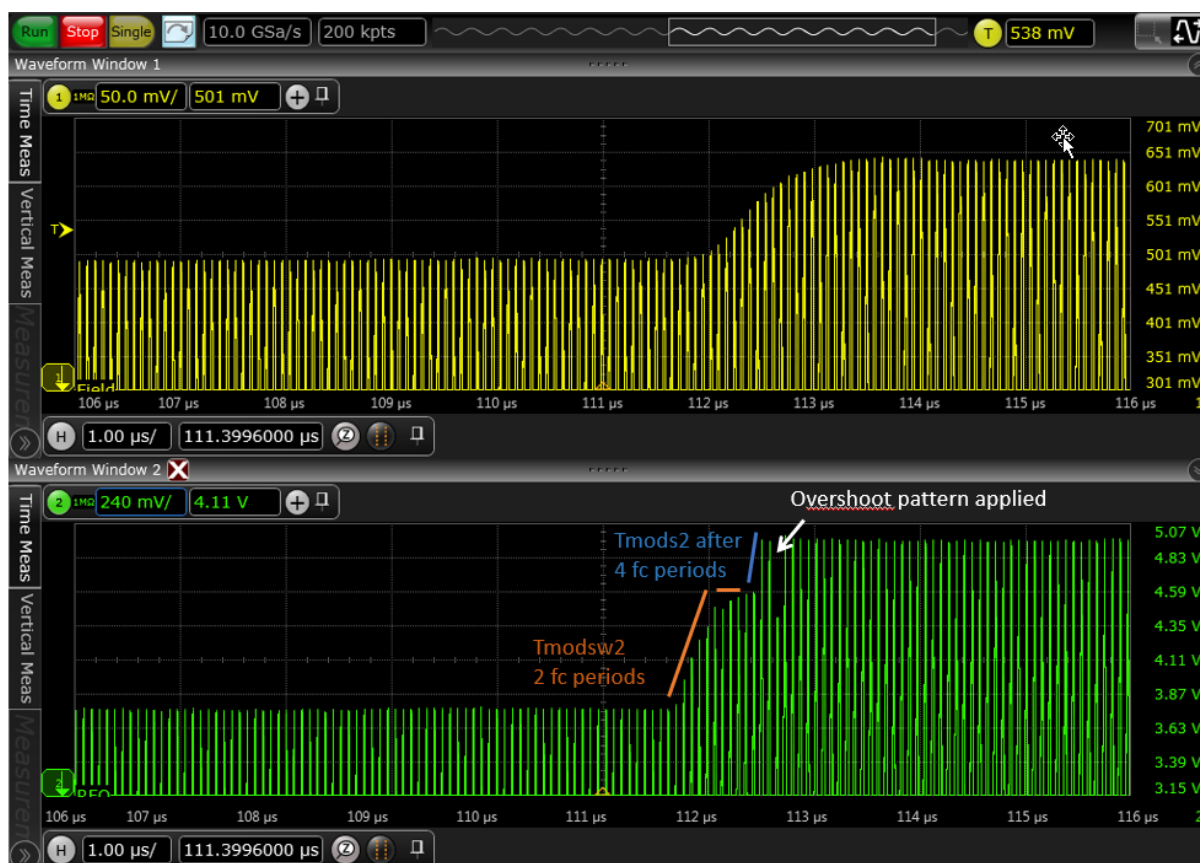 Run Stop Single 10.0 GSa/s 200 kpts T 538 mV
Waveform Window 1
Time Meas
Vertical Meas
1 1MΩ 50.0 mV/ 501 mV
701 mV
651 mV
601 mV
551 mV
501 mV
451 mV
401 mV
351 mV
301 mV
T
1
Field
106 µs 107 µs 108 µs 109 µs 110 µs 111 µs 112 µs 113 µs 114 µs 115 µs 116 µs
H 1.00 µs/ 111.3996000 µs Z
Waveform Window 2
Time Meas
Vertical Meas
2 1MΩ 240 mV/ 4.11 V
Overshoot pattern applied
Tmods2 after
4 fc periods
Tmodsw2
2 fc periods
5.07 V
4.83 V
4.59 V
4.35 V
4.11 V
3.87 V
3.63 V
3.39 V
3.15 V
2
106 µs 107 µs 108 µs 109 µs 110 µs 111 µs 112 µs 113 µs 114 µs 115 µs 116 µs
H 1.00 µs/ 111.3996000 µs Z